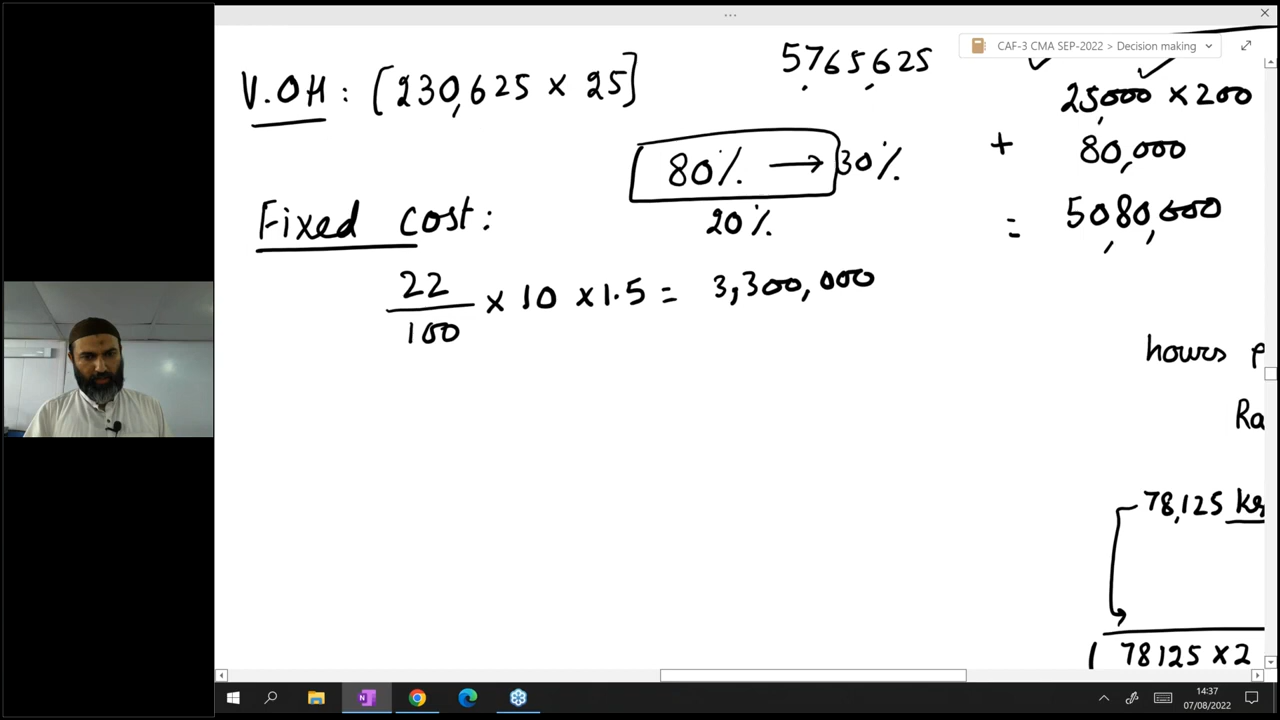 CAF-3 CMA SEP-2022 > Decision making
V.OH : [230,625 × 25]
5765625
80% → 30%
20%
25,000 × 200
+ 80,000
= 5080,000
Fixed cost:
22/100 × 10 × 1.5 = 3,300,000
hours
78,125
78125 × 2
14:37
07/08/2022